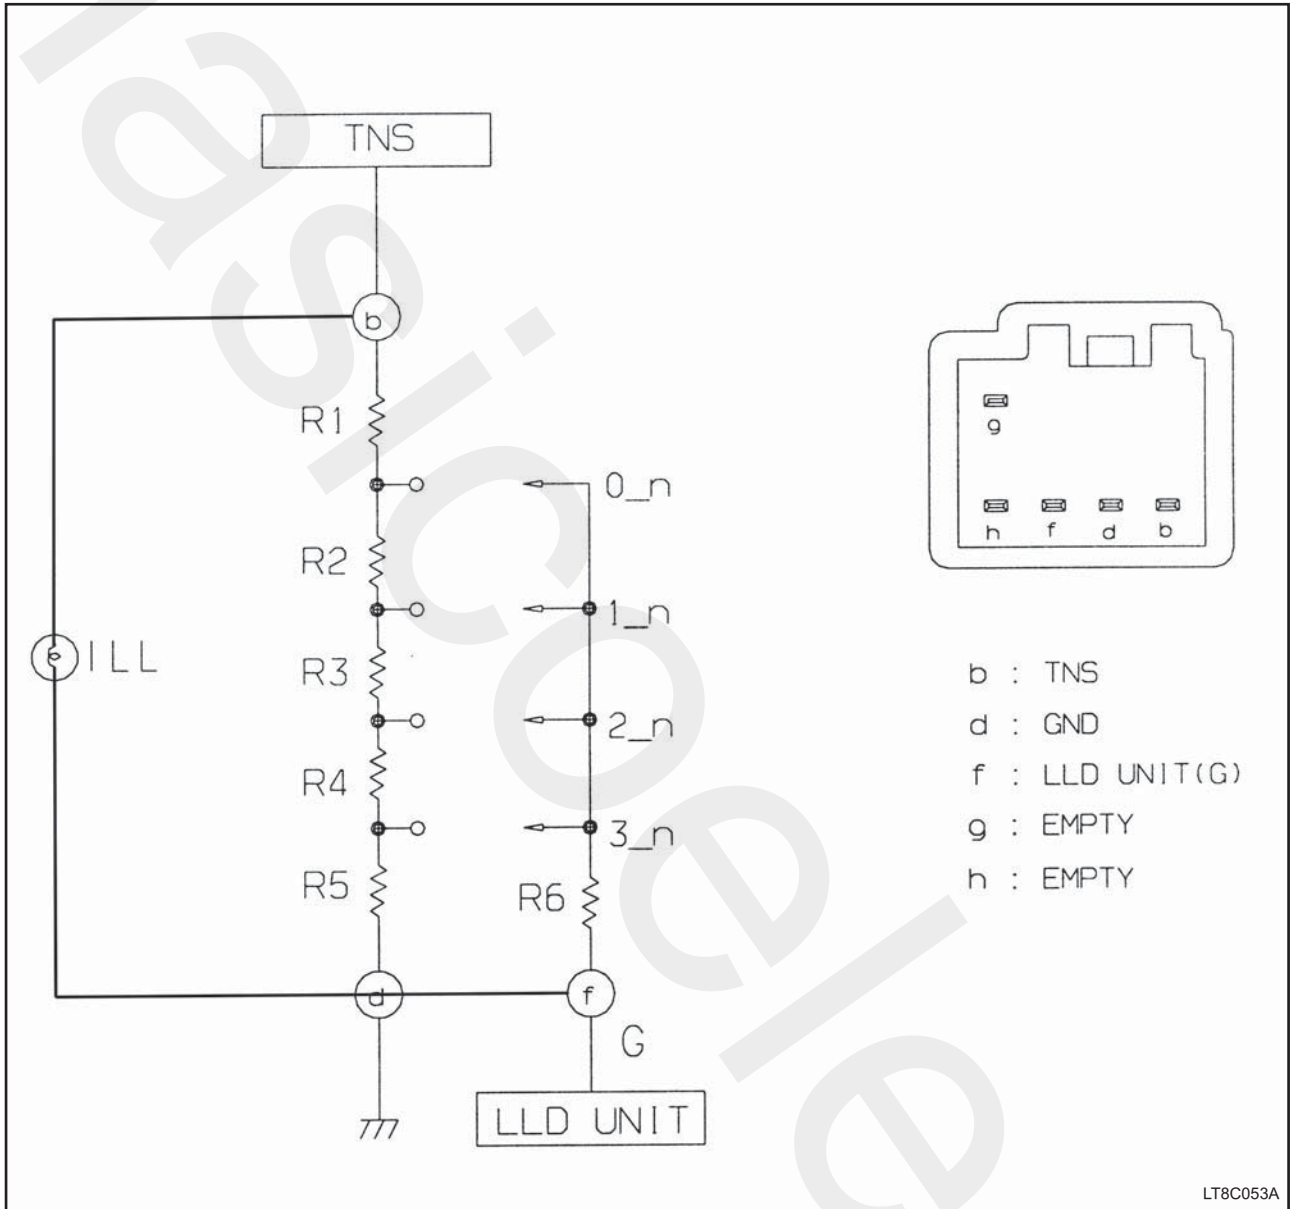 TNS
b
R1
0_n
R2
1_n
ILL
R3
2_n
R4
3_n
R5
R6
d
f
G
LLD UNIT
g
h f d b
b : TNS
d : GND
f : LLD UNIT(G)
g : EMPTY
h : EMPTY
LT8C053A